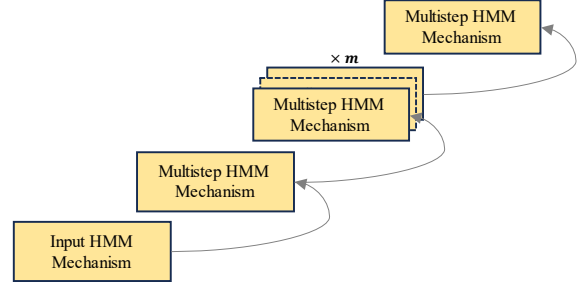 Multistep HMM
Mechanism
× m
Multistep HMM
Mechanism
Multistep HMM
Mechanism
Input HMM
Mechanism